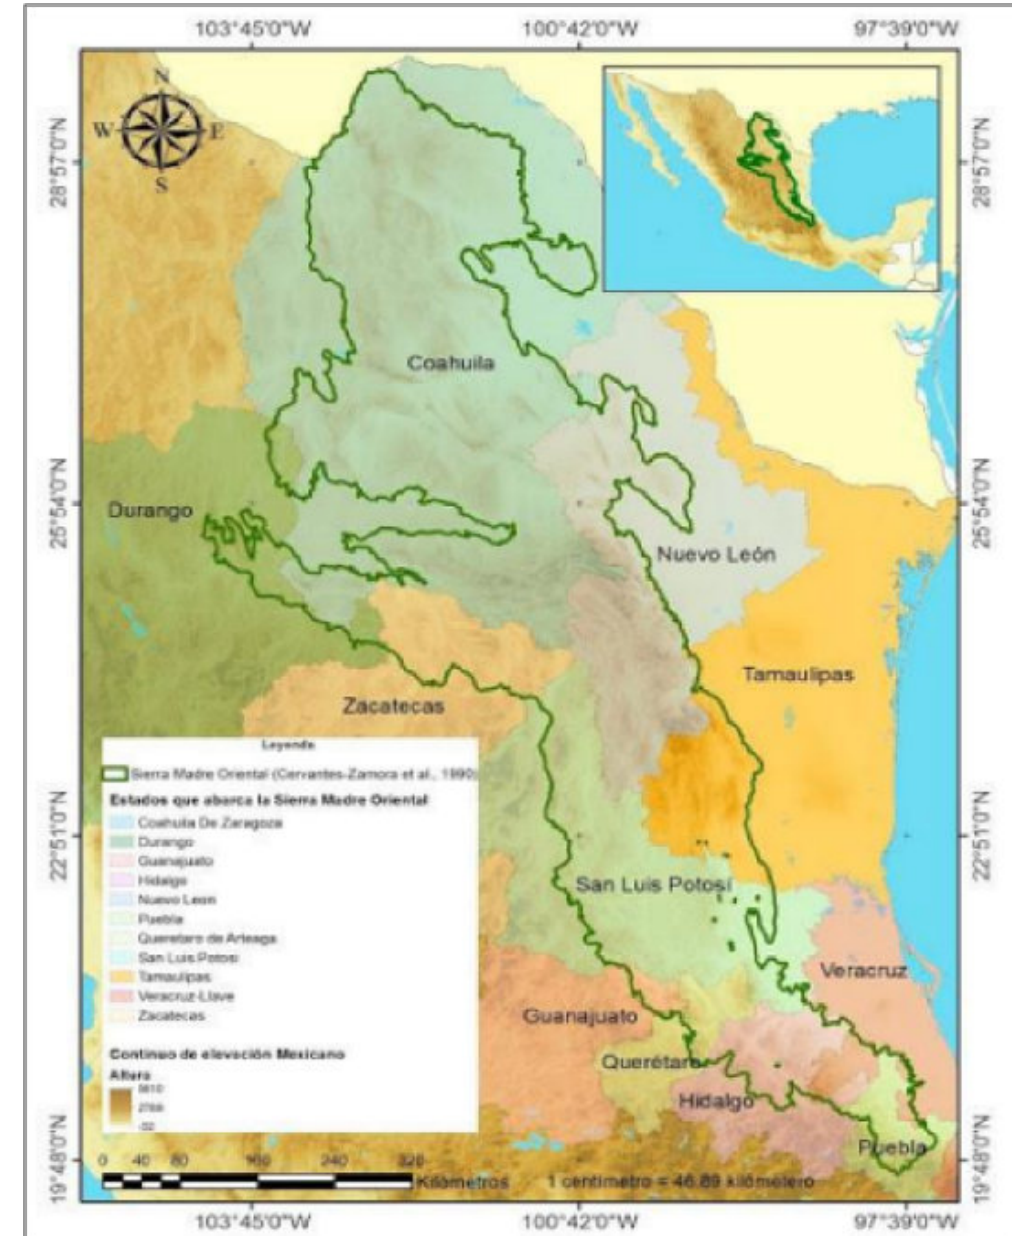 103°45'0"W 100°42'0"W 97°39'0"W
N
W E
S
28°57'0"N 28°57'0"N
Coahuila
25°54'0"N 25°54'0"N
Durango
Nuevo León
Tamaulipas
Zacatecas
Leyenda
Sierra Madre Oriental (Cervantes-Zamora et al., 1990)
Estados que abarca la Sierra Madre Oriental
Coahuila De Zaragoza
Durango
Guanajuato
Hidalgo
Nuevo Leon
Puebla
Queretaro de Arteaga
San Luis Potosi
Tamaulipas
Veracruz-Llave
Zacatecas
Continuo de elevación Mexicano
Altura
22°51'0"N 22°51'0"N
San Luis Potosí
Veracruz
Guanajuato
Querétaro
Hidalgo
Puebla
19°48'0"N 19°48'0"N
0 40 80 160 240 320
Kilómetros
1 centímetro = 46.89 kilómetero
103°45'0"W 100°42'0"W 97°39'0"W